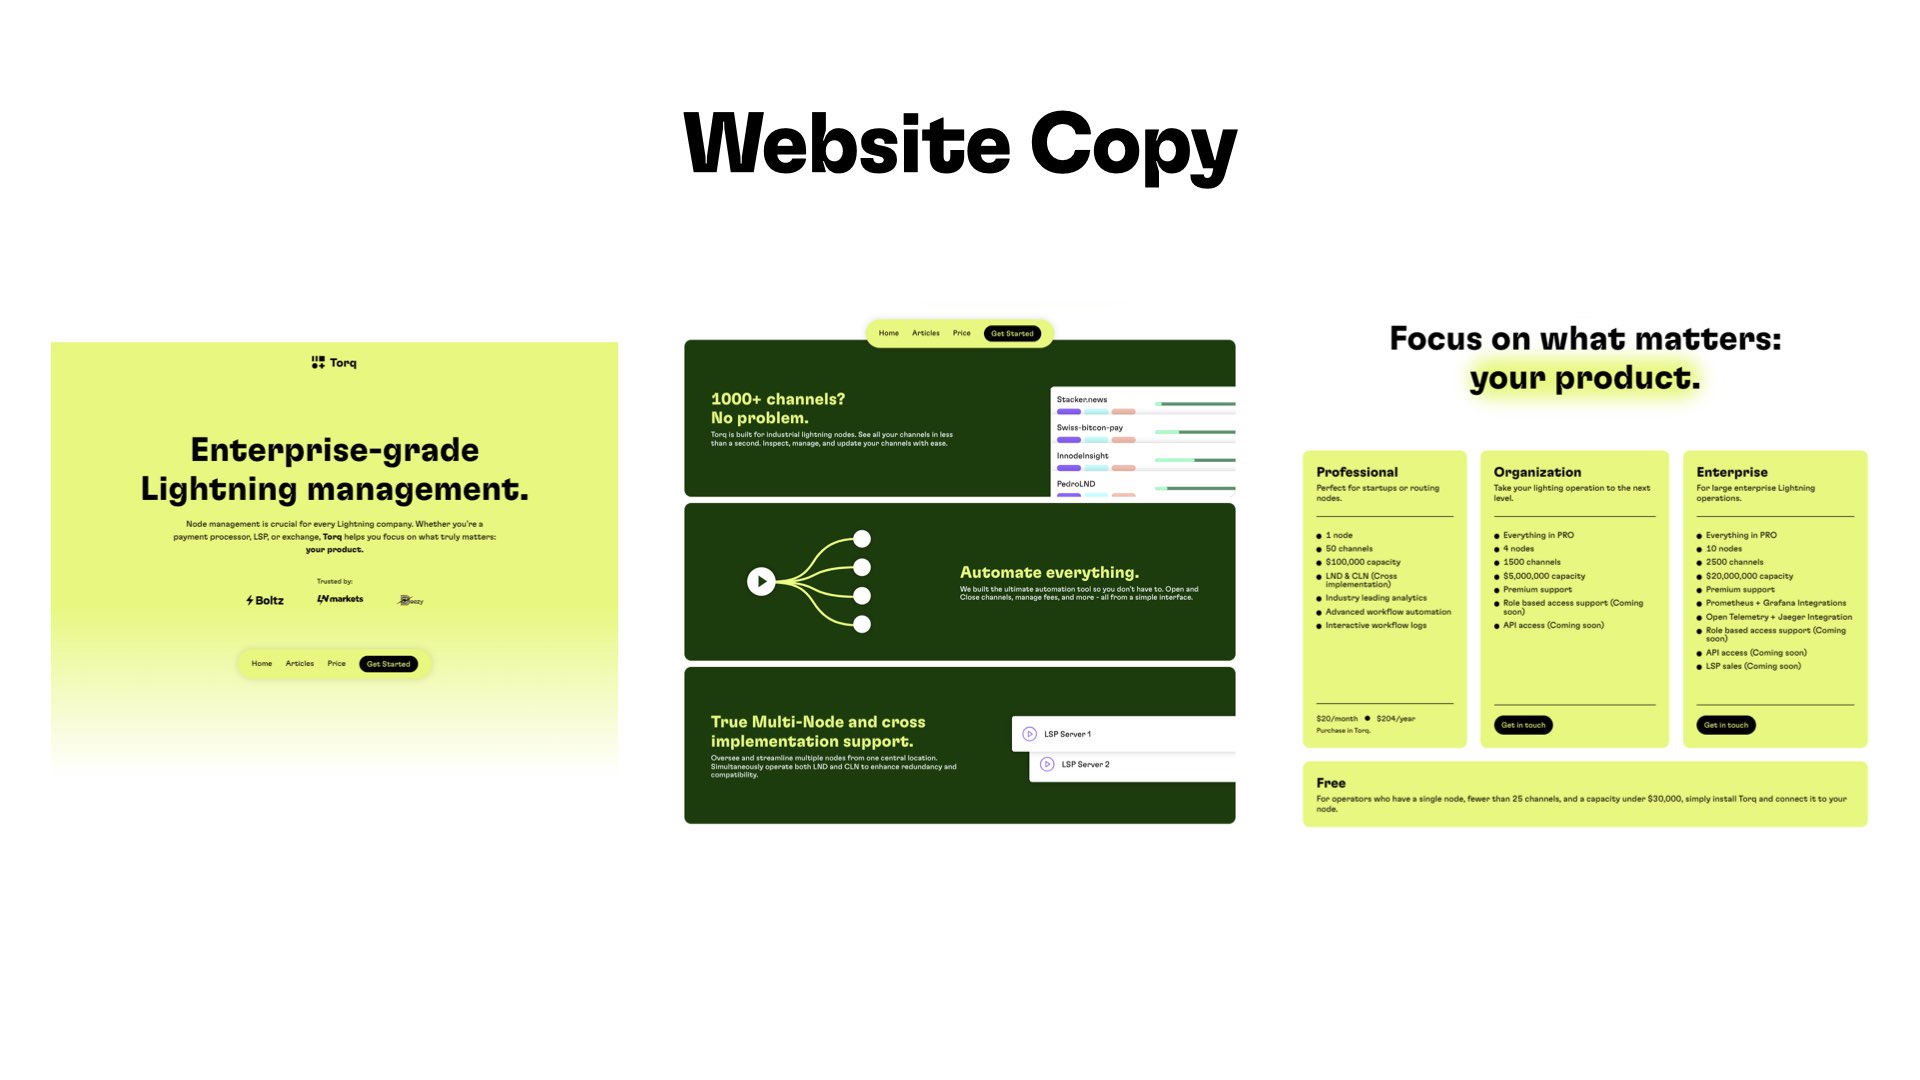 Website Copy
Torq
Enterprise-grade
Lightning management.
Node management is crucial for every Lightning company. Whether you're a
payment processor, LSP, or exchange, Torq helps you focus on what truly matters:
your product.
Trusted by:
Boltz
LN markets
Home Articles Price Get Started
Home Articles Price Get Started
1000+ channels?
No problem.
Torq is built for industrial lightning nodes. See all your channels in less
than a second. Inspect, manage, and update your channels with ease.
Stacker.news
Swiss-bitcon-pay
InnodeInsight
PedroLND
Automate everything.
We built the ultimate automation tool so you don't have to. Open and
Close channels, manage fees, and more - all from a simple interface.
True Multi-Node and cross
implementation support.
Oversee and streamline multiple nodes from one central location.
Simultaneously operate both LND and CLN to enhance redundancy and
compatibility.
LSP Server 1
LSP Server 2
Focus on what matters:
your product.
Professional
Perfect for startups or routing
nodes.
1 node
50 channels
$100,000 capacity
LND & CLN (Cross
implementation)
Industry leading analytics
Advanced workflow automation
Interactive workflow logs
$20/month ● $204/year
Purchase in Torq.
Organization
Take your lighting operation to the next
level.
Everything in PRO
4 nodes
1500 channels
$5,000,000 capacity
Premium support
Role based access support (Coming
soon)
API access (Coming soon)
Get in touch
Enterprise
For large enterprise Lightning
operations.
Everything in PRO
10 nodes
2500 channels
$20,000,000 capacity
Premium support
Prometheus + Grafana Integrations
Open Telemetry + Jaeger Integration
Role based access support (Coming
soon)
API access (Coming soon)
LSP sales (Coming soon)
Get in touch
Free
For operators who have a single node, fewer than 25 channels, and a capacity under $30,000, simply install Torq and connect it to your
node.